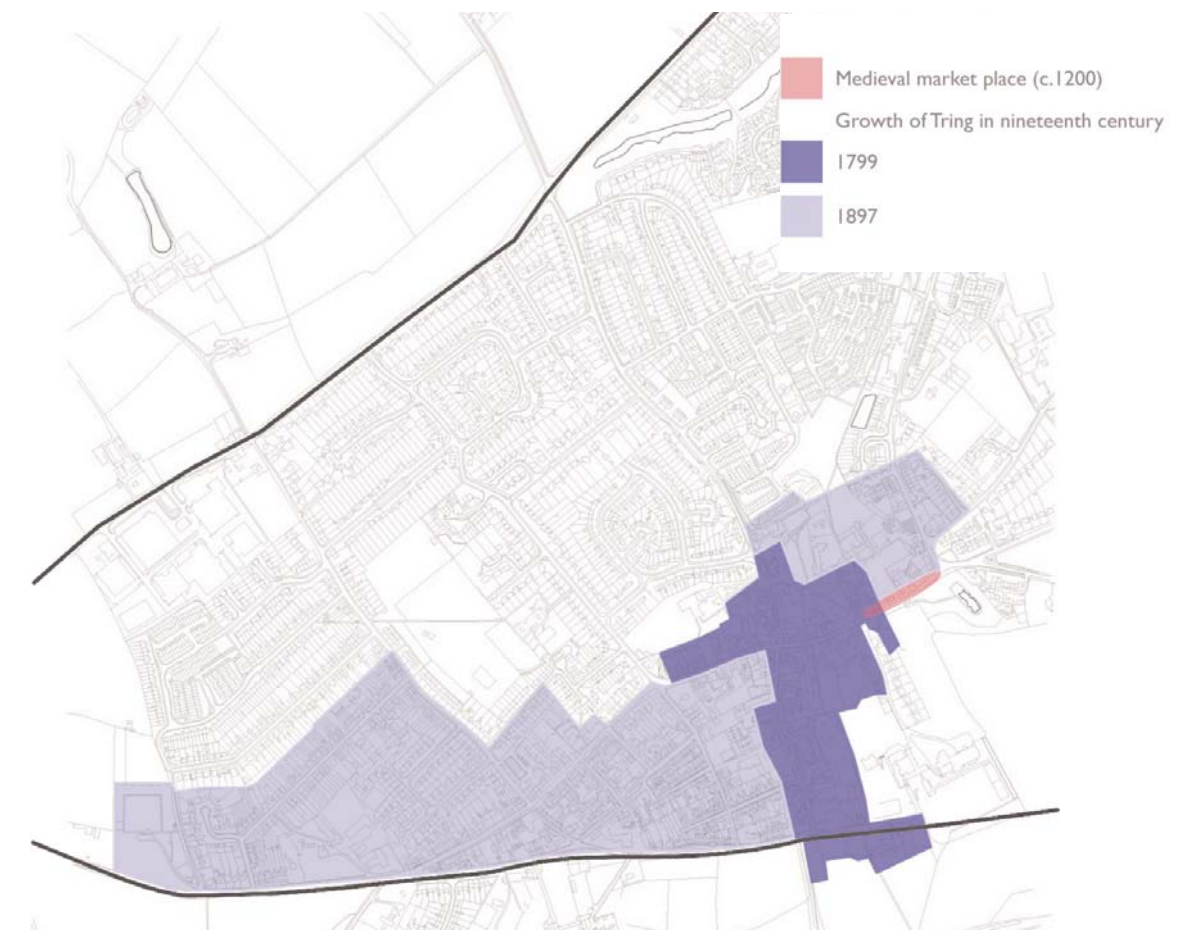 Medieval market place (c.1200)
Growth of Tring in nineteenth century
1799
1897